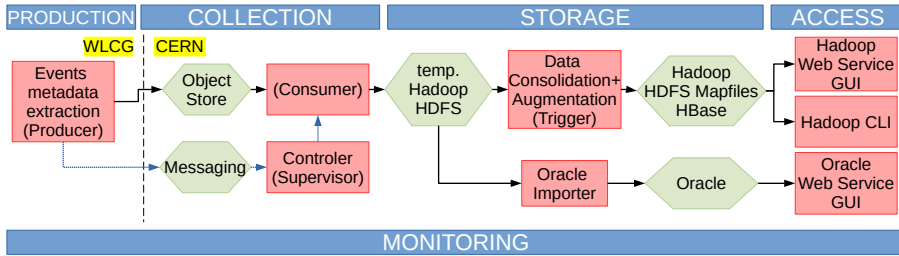 PRODUCTION
COLLECTION
STORAGE
ACCESS
WLCG
CERN
Events
metadata
extraction
(Producer)
Object
Store
(Consumer)
Messaging
Controler
(Supervisor)
temp.
Hadoop
HDFS
Data
Consolidation+
Augmentation
(Trigger)
Hadoop
HDFS Mapfiles
HBase
Hadoop
Web Service
GUI
Hadoop CLI
Oracle
Importer
Oracle
Oracle
Web Service
GUI
MONITORING